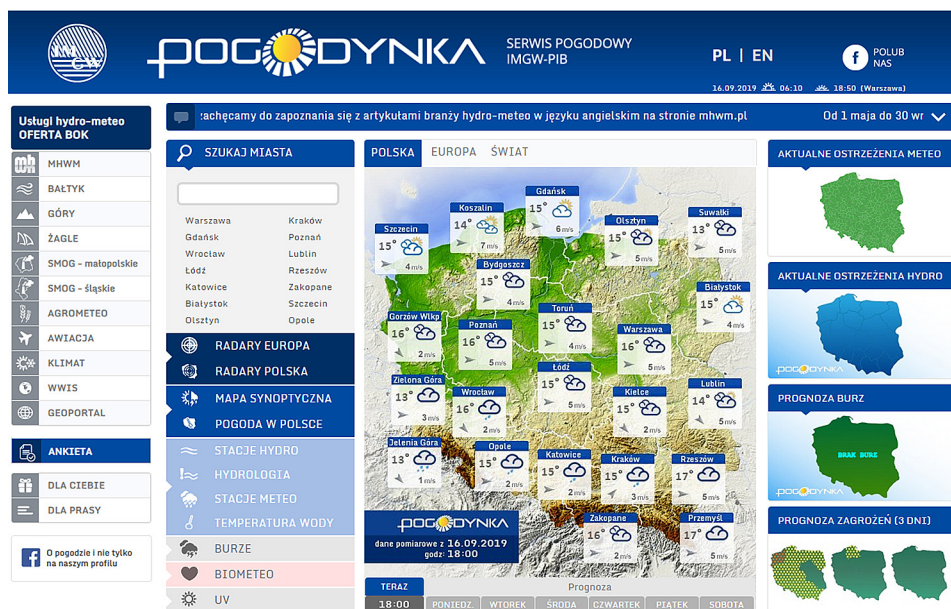 IM
GW
POGODYNKA
SERWIS POGODOWY
IMGW-PIB
PL | EN
POLUB
NAS
16.09.2019 06:10 18:50 (Warszawa)
Usługi hydro-meteo
OFERTA BOK
MHWM
BAŁTYK
GÓRY
ŻAGLE
SMOG - małopolskie
SMOG - śląskie
AGROMETEO
AWIACJA
KLIMAT
WWIS
GEOPORTAL
ANKIETA
DLA CIEBIE
DLA PRASY
O pogodzie i nie tylko
na naszym profilu
zachęcamy do zapoznania się z artykułami branży hydro-meteo w języku angielskim na stronie mhwm.pl Od 1 maja do 30 wr
SZUKAJ MIASTA
Warszawa Kraków
Gdańsk Poznań
Wrocław Lublin
Łódź Rzeszów
Katowice Zakopane
Białystok Szczecin
Olsztyn Opole
RADARY EUROPA
RADARY POLSKA
MAPA SYNOPTYCZNA
POGODA W POLSCE
STACJE HYDRO
HYDROLOGIA
STACJE METEO
TEMPERATURA WODY
BURZE
BIOMETEO
UV
POLSKA EUROPA ŚWIAT
Gdańsk
15°
6 m/s
Koszalin
14°
7 m/s
Szczecin
15°
4 m/s
Olsztyn
15°
5 m/s
Suwałki
13°
5 m/s
Bydgoszcz
15°
4 m/s
Białystok
15°
4 m/s
Gorzów Wlkp
16°
2 m/s
Poznań
16°
5 m/s
Toruń
15°
4 m/s
Warszawa
16°
5 m/s
Zielona Góra
13°
3 m/s
Wrocław
16°
2 m/s
Łódź
15°
5 m/s
Kielce
15°
2 m/s
Lublin
14°
5 m/s
Jelenia Góra
13°
1 m/s
Opole
15°
2 m/s
Katowice
15°
2 m/s
Kraków
15°
3 m/s
Rzeszów
17°
5 m/s
Zakopane
16°
2 m/s
Przemyśl
17°
5 m/s
POGODYNKA
dane pomiarowe z 16.09.2019
godz: 18:00
TERAZ Prognoza
18:00 PONIEDZ. WTOREK ŚRODA CZWARTEK PIĄTEK SOBOTA
AKTUALNE OSTRZEŻENIA METEO
AKTUALNE OSTRZEŻENIA HYDRO
POGODYNKA
PROGNOZA BURZ
BRAK BURZ
POGODYNKA
PROGNOZA ZAGROŻEŃ (3 DNI)